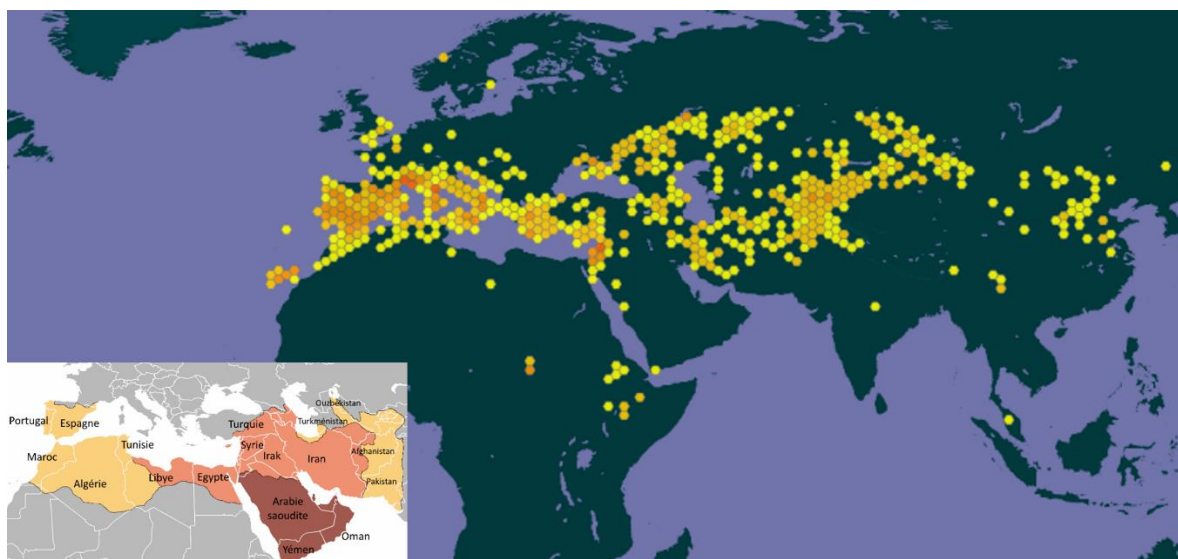 Ouzbékistan
Portugal
Espagne
Turquie
Turkménistan
Tunisie
Maroc
Syrie
Afghanistan
Irak
Iran
Algérie
Libye
Egypte
Pakistan
Arabie
saoudite
Oman
Yémen